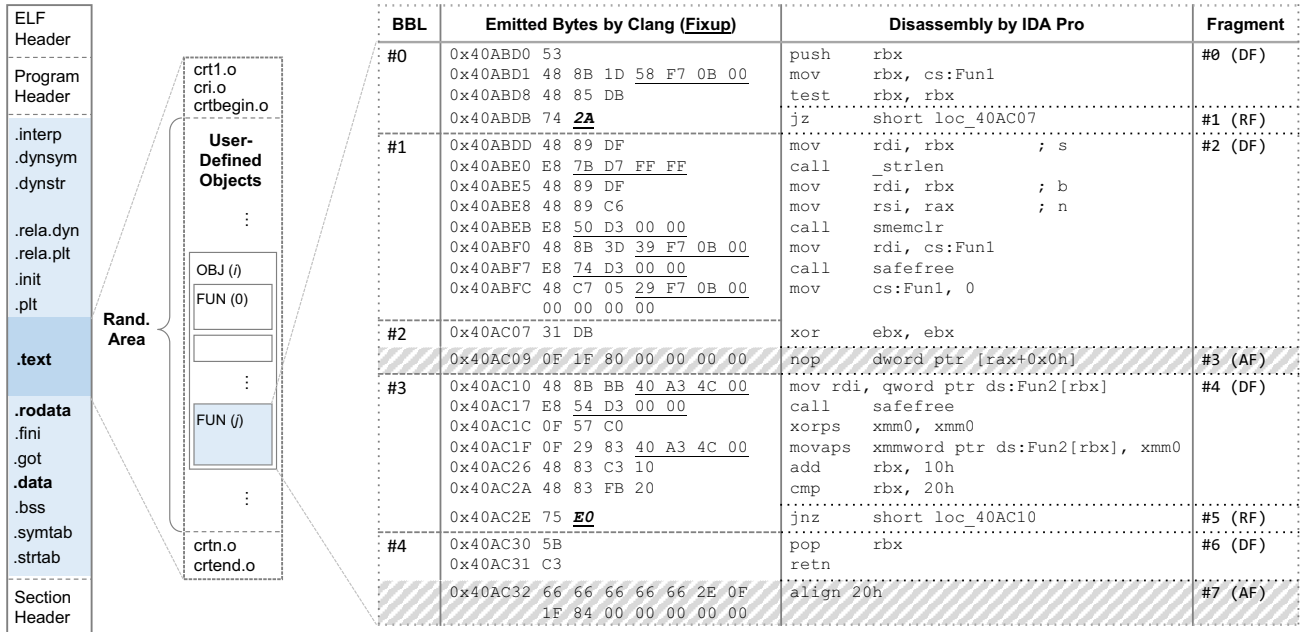 ELF
Header
Program
Header
.interp
.dynsym
.dynstr
.rela.dyn
.rela.plt
.init
.plt
.text
.rodata
.fini
.got
.data
.bss
.symtab
.strtab
Section
Header
Rand.
Area
crt1.o
cri.o
crtbegin.o
User-
Defined
Objects
⋮
OBJ (i)
FUN (0)
⋮
FUN (j)
⋮
crtn.o
crtend.o
BBL Emitted Bytes by Clang (Fixup) Disassembly by IDA Pro Fragment
#0 0x40ABD0 53 push rbx #0 (DF)
0x40ABD1 48 8B 1D 58 F7 0B 00 mov rbx, cs:Fun1
0x40ABD8 48 85 DB test rbx, rbx
0x40ABDB 74 2A jz short loc_40AC07 #1 (RF)
#1 0x40ABDD 48 89 DF mov rdi, rbx ; s #2 (DF)
0x40ABE0 E8 7B D7 FF FF call _strlen
0x40ABE5 48 89 DF mov rdi, rbx ; b
0x40ABE8 48 89 C6 mov rsi, rax ; n
0x40ABEB E8 50 D3 00 00 call smemclr
0x40ABF0 48 8B 3D 39 F7 0B 00 mov rdi, cs:Fun1
0x40ABF7 E8 74 D3 00 00 call safefree
0x40ABFC 48 C7 05 29 F7 0B 00 mov cs:Fun1, 0
00 00 00 00
#2 0x40AC07 31 DB xor ebx, ebx
0x40AC09 0F 1F 80 00 00 00 00 nop dword ptr [rax+0x0h] #3 (AF)
#3 0x40AC10 48 8B BB 40 A3 4C 00 mov rdi, qword ptr ds:Fun2[rbx] #4 (DF)
0x40AC17 E8 54 D3 00 00 call safefree
0x40AC1C 0F 57 C0 xorps xmm0, xmm0
0x40AC1F 0F 29 83 40 A3 4C 00 movaps xmmword ptr ds:Fun2[rbx], xmm0
0x40AC26 48 83 C3 10 add rbx, 10h
0x40AC2A 48 83 FB 20 cmp rbx, 20h
0x40AC2E 75 E0 jnz short loc_40AC10 #5 (RF)
#4 0x40AC30 5B pop rbx #6 (DF)
0x40AC31 C3 retn
0x40AC32 66 66 66 66 66 2E 0F align 20h #7 (AF)
1F 84 00 00 00 00 00